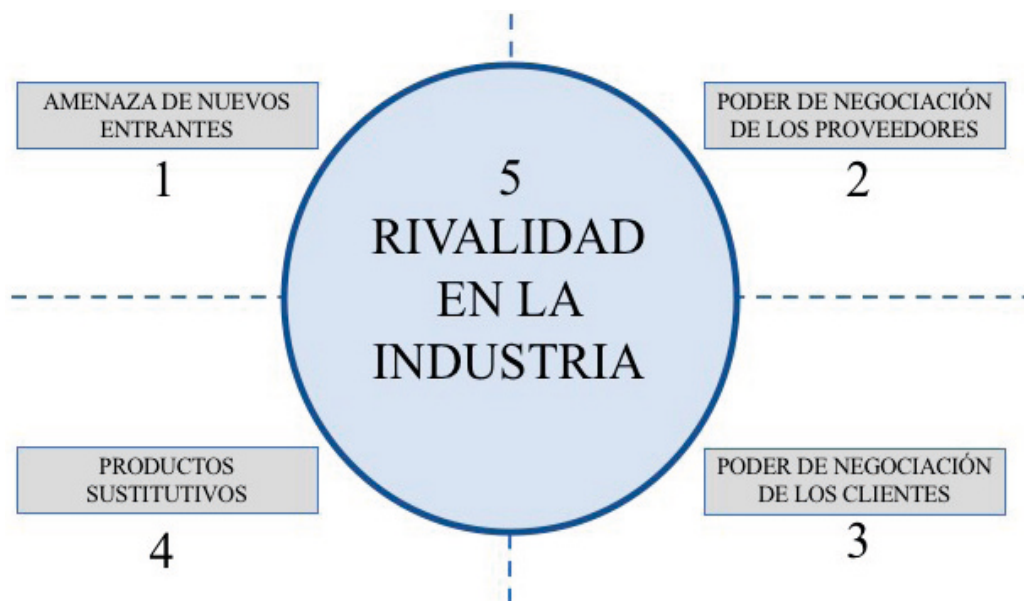 AMENAZA DE NUEVOS
ENTRANTES
1
PODER DE NEGOCIACIÓN
DE LOS PROVEEDORES
2
5
RIVALIDAD
EN LA
INDUSTRIA
PRODUCTOS
SUSTITUTIVOS
4
PODER DE NEGOCIACIÓN
DE LOS CLIENTES
3